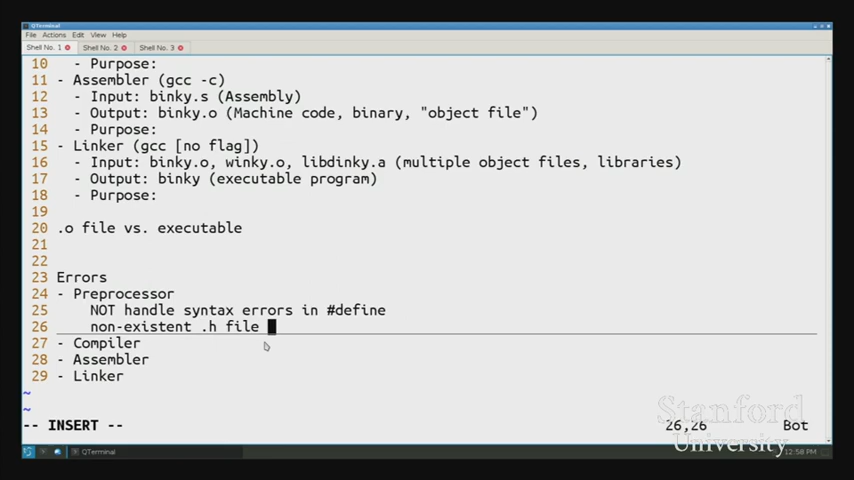 QTerminal
File Actions Edit View Help
Shell No. 1 Shell No. 2 Shell No. 3
10 - Purpose:
11 - Assembler (gcc -c)
12 - Input: binky.s (Assembly)
13 - Output: binky.o (Machine code, binary, "object file")
14 - Purpose:
15 - Linker (gcc [no flag])
16 - Input: binky.o, winky.o, libdinky.a (multiple object files, libraries)
17 - Output: binky (executable program)
18 - Purpose:
19
20 .o file vs. executable
21
22
23 Errors
24 - Preprocessor
25 NOT handle syntax errors in #define
26 non-existent .h file
27 - Compiler
28 - Assembler
29 - Linker
~
~
-- INSERT -- 26,26 Bot
Stanford
University
QTerminal 12:58 PM